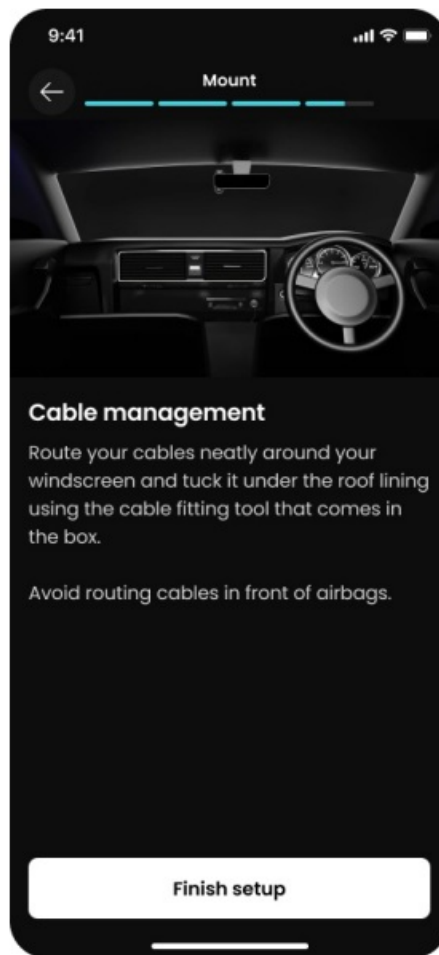 9:41
Mount
Cable management
Route your cables neatly around your
windscreen and tuck it under the roof lining
using the cable fitting tool that comes in
the box.
Avoid routing cables in front of airbags.
Finish setup